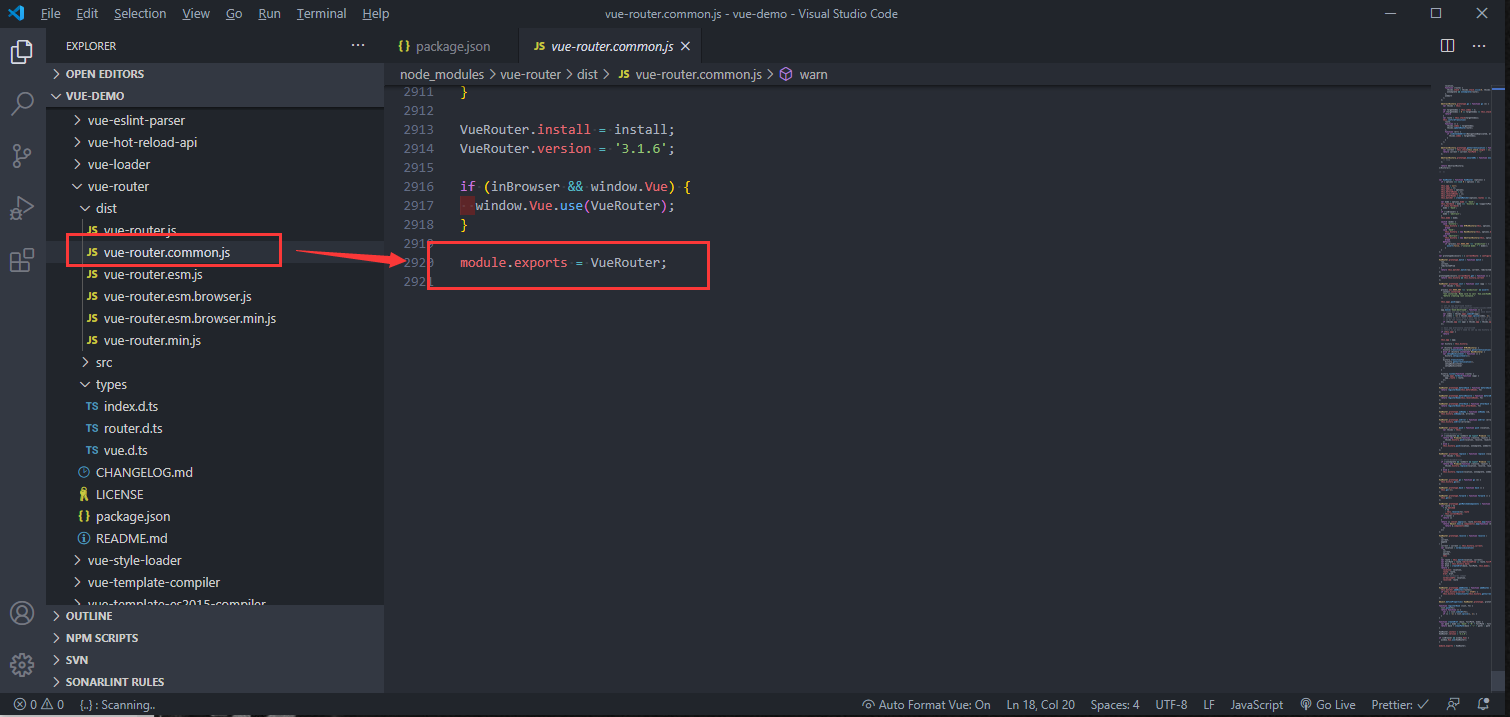 File Edit Selection View Go Run Terminal Help
vue-router.common.js - vue-demo - Visual Studio Code
EXPLORER
OPEN EDITORS
VUE-DEMO
vue-eslint-parser
vue-hot-reload-api
vue-loader
vue-router
dist
JS vue-router.js
JS vue-router.common.js
JS vue-router.esm.js
JS vue-router.esm.browser.js
JS vue-router.esm.browser.min.js
JS vue-router.min.js
src
types
TS index.d.ts
TS router.d.ts
TS vue.d.ts
CHANGELOG.md
LICENSE
{} package.json
README.md
vue-style-loader
vue-template-compiler
vue-template-es2015-compiler
OUTLINE
NPM SCRIPTS
SVN
SONARLINT RULES
{} package.json
JS vue-router.common.js
node_modules > vue-router > dist > JS vue-router.common.js > warn
2911 }
2912
2913 VueRouter.install = install;
2914 VueRouter.version = '3.1.6';
2915
2916 if (inBrowser && window.Vue) {
2917 window.Vue.use(VueRouter);
2918 }
2919
2920 module.exports = VueRouter;
2921
0 0 {..} : Scanning..
Auto Format Vue: On Ln 18, Col 20 Spaces: 4 UTF-8 LF JavaScript Go Live Prettier: ✓